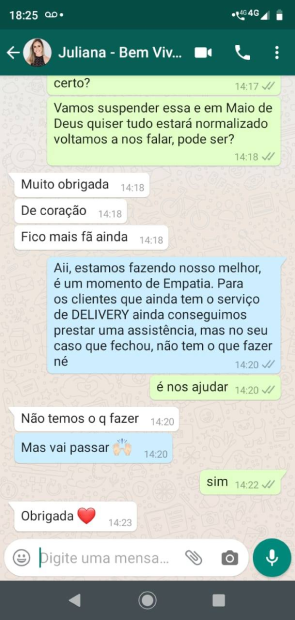 18:25
4G 4G
Juliana - Bem Viv...
certo?
14:17
Vamos suspender essa e em Maio de
Deus quiser tudo estará normalizado
voltamos a nos falar, pode ser?
14:18
Muito obrigada 14:18
De coração 14:18
Fico mais fã ainda 14:18
Aii, estamos fazendo nosso melhor,
é um momento de Empatia. Para
os clientes que ainda tem o serviço
de DELIVERY ainda conseguimos
prestar uma assistência, mas no seu
caso que fechou, não tem o que fazer
né 14:20
é nos ajudar 14:20
Não temos o q fazer 14:20
Mas vai passar 🙌🏻 14:20
sim 14:22
Obrigada ❤️ 14:23
Digite uma mensa...